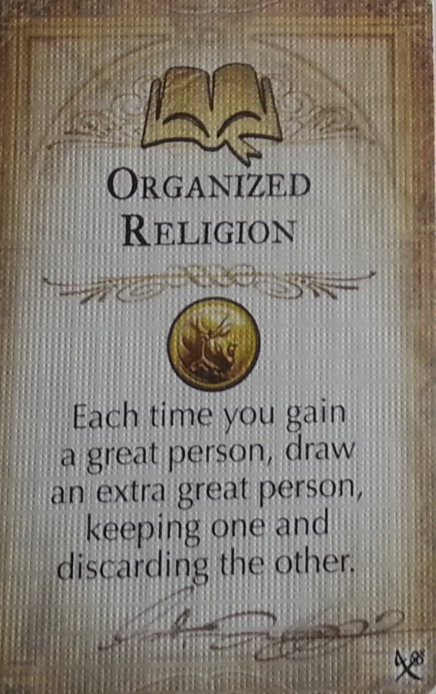 ORGANIZED
RELIGION
Each time you gain
a great person, draw
an extra great person,
keeping one and
discarding the other.